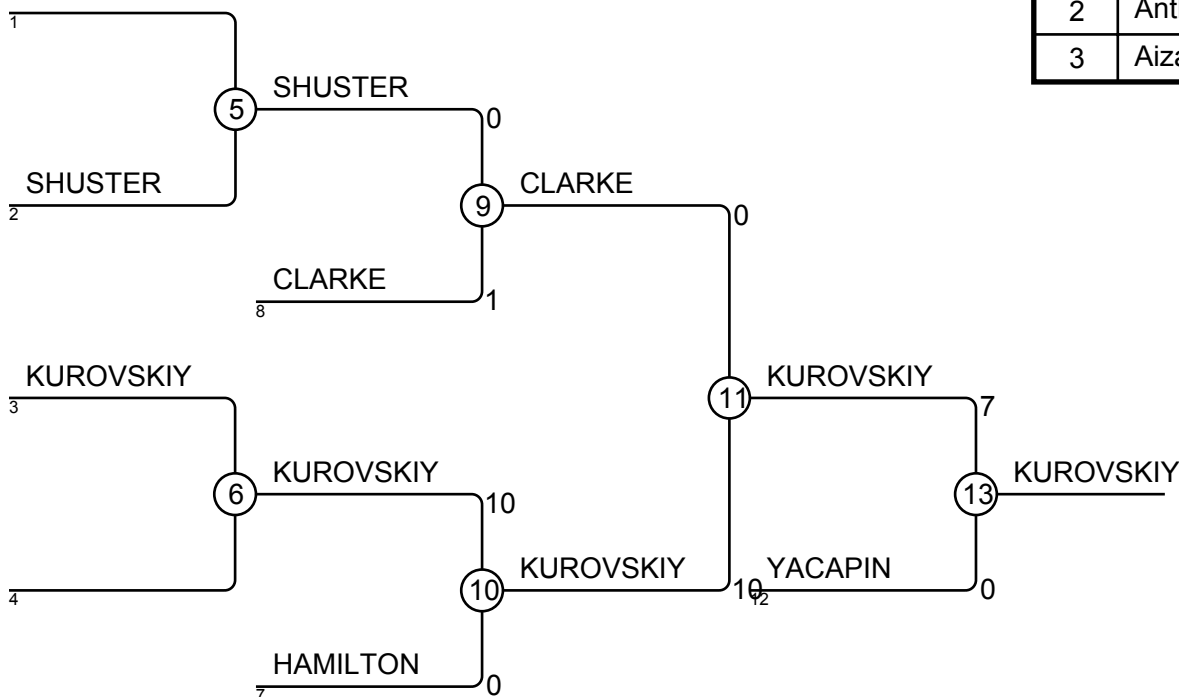 1
2
3
5
SHUSTER
0
SHUSTER
2
9
CLARKE
0
CLARKE
8
1
KUROVSKIY
3
11
KUROVSKIY
7
6
KUROVSKIY
10
13
KUROVSKIY
4
10
KUROVSKIY
10
12
YACAPIN
0
HAMILTON
7
0